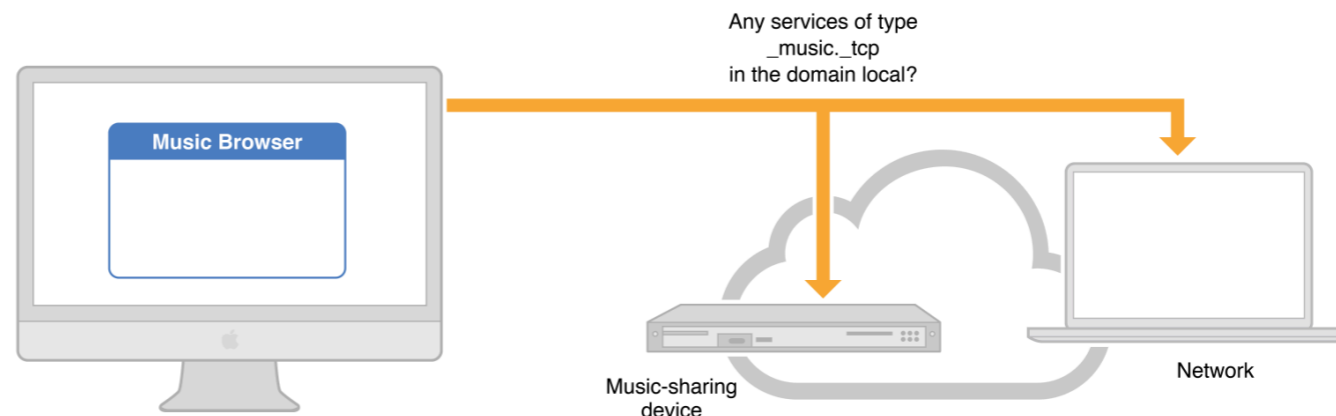 Any services of type
_music._tcp
in the domain local?
Music Browser
Network
Music-sharing
device